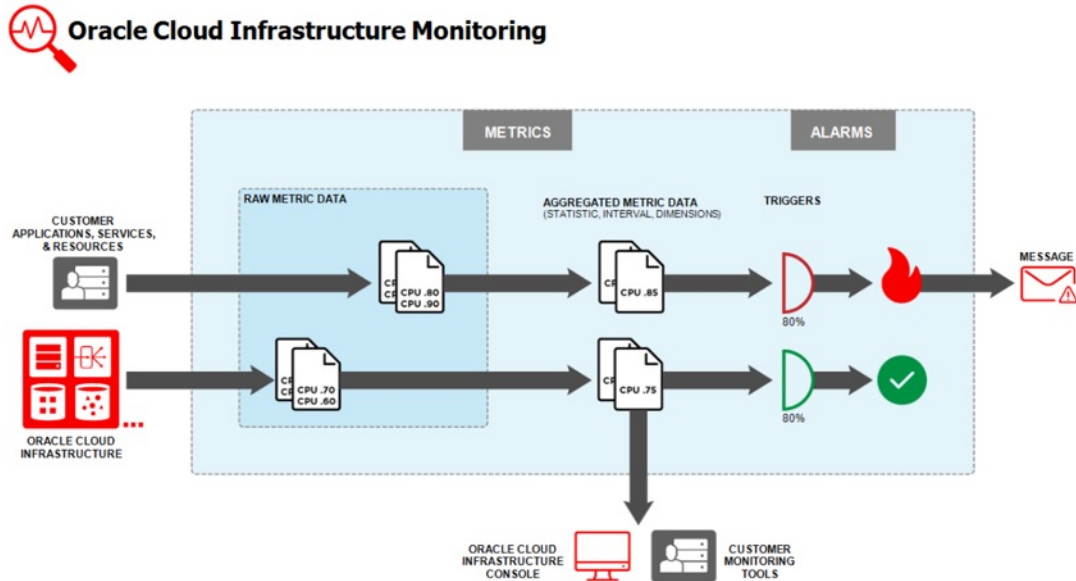 Oracle Cloud Infrastructure Monitoring
METRICS
ALARMS
RAW METRIC DATA
AGGREGATED METRIC DATA
(STATISTIC, INTERVAL, DIMENSIONS)
TRIGGERS
CUSTOMER
APPLICATIONS, SERVICES,
& RESOURCES
CPU .80
CPU .90
CPU .85
80%
MESSAGE
ORACLE CLOUD
INFRASTRUCTURE
CPU .70
CPU .60
CPU .75
80%
ORACLE CLOUD
INFRASTRUCTURE
CONSOLE
CUSTOMER
MONITORING
TOOLS